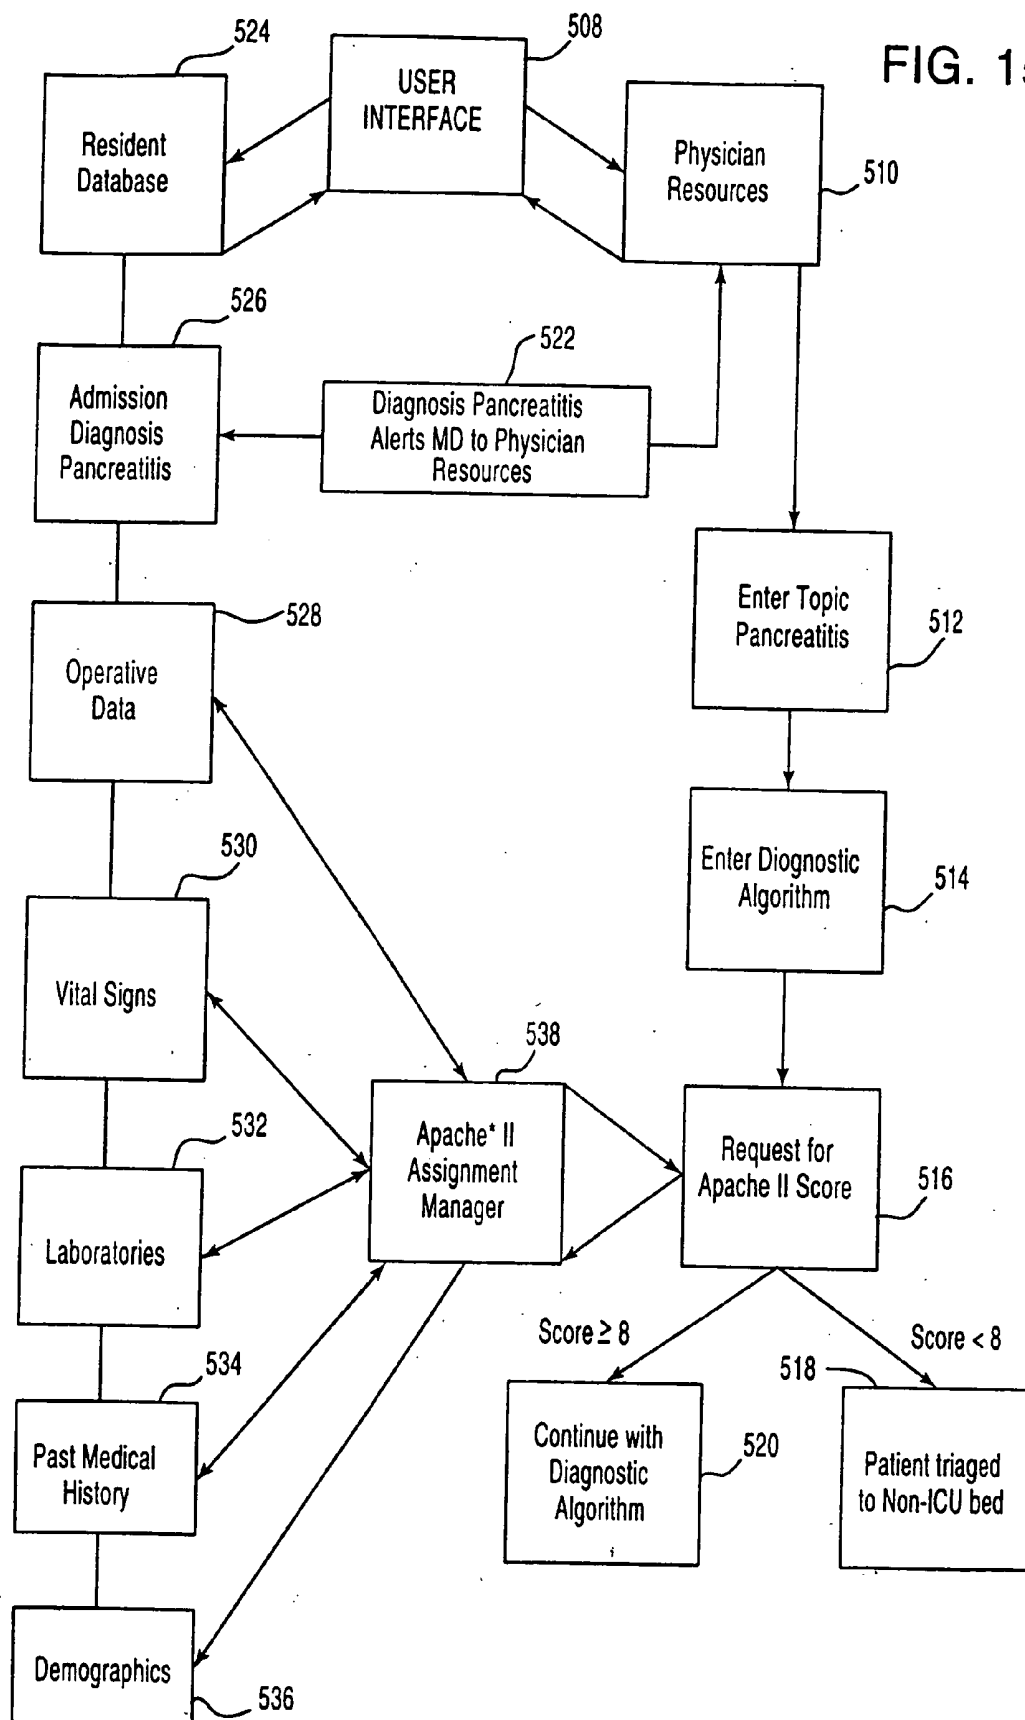 FIG. 15
524
508
USER
INTERFACE
Resident
Database
Physician
Resources
510
526
522
Admission
Diagnosis
Pancreatitis
Diagnosis Pancreatitis
Alerts MD to Physician
Resources
528
Operative
Data
Enter Topic
Pancreatitis
512
530
Vital Signs
Enter Diognostic
Algorithm
514
538
532
Apache* II
Assignment
Manager
Request for
Apache II Score
516
Laboratories
Score ≥ 8
Score < 8
534
518
Past Medical
History
Continue with
Diagnostic
Algorithm
520
Patient triaged
to Non-ICU bed
Demographics
536